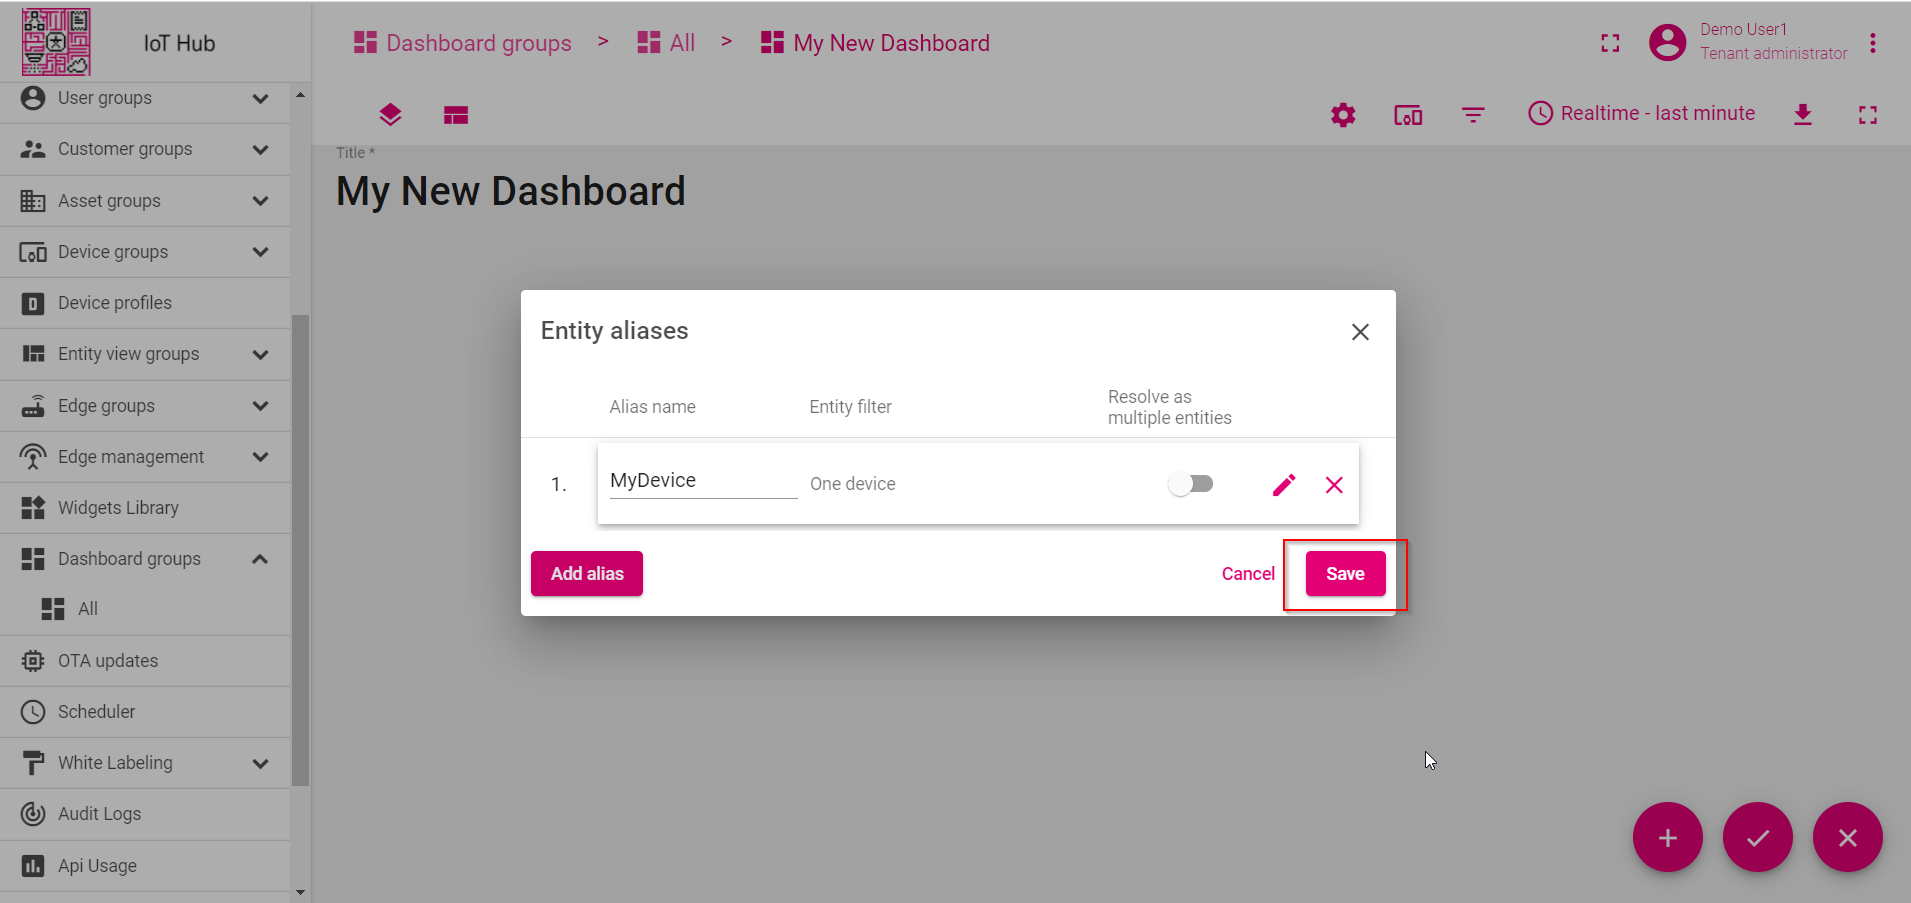 IoT Hub
Dashboard groups > All > My New Dashboard
Demo User1
Tenant administrator
User groups
Customer groups
Asset groups
Device groups
Device profiles
Entity view groups
Edge groups
Edge management
Widgets Library
Dashboard groups
All
OTA updates
Scheduler
White Labeling
Audit Logs
Api Usage
Realtime - last minute
Title *
My New Dashboard
Entity aliases
Alias name
Entity filter
Resolve as
multiple entities
1.
MyDevice
One device
Add alias
Cancel
Save